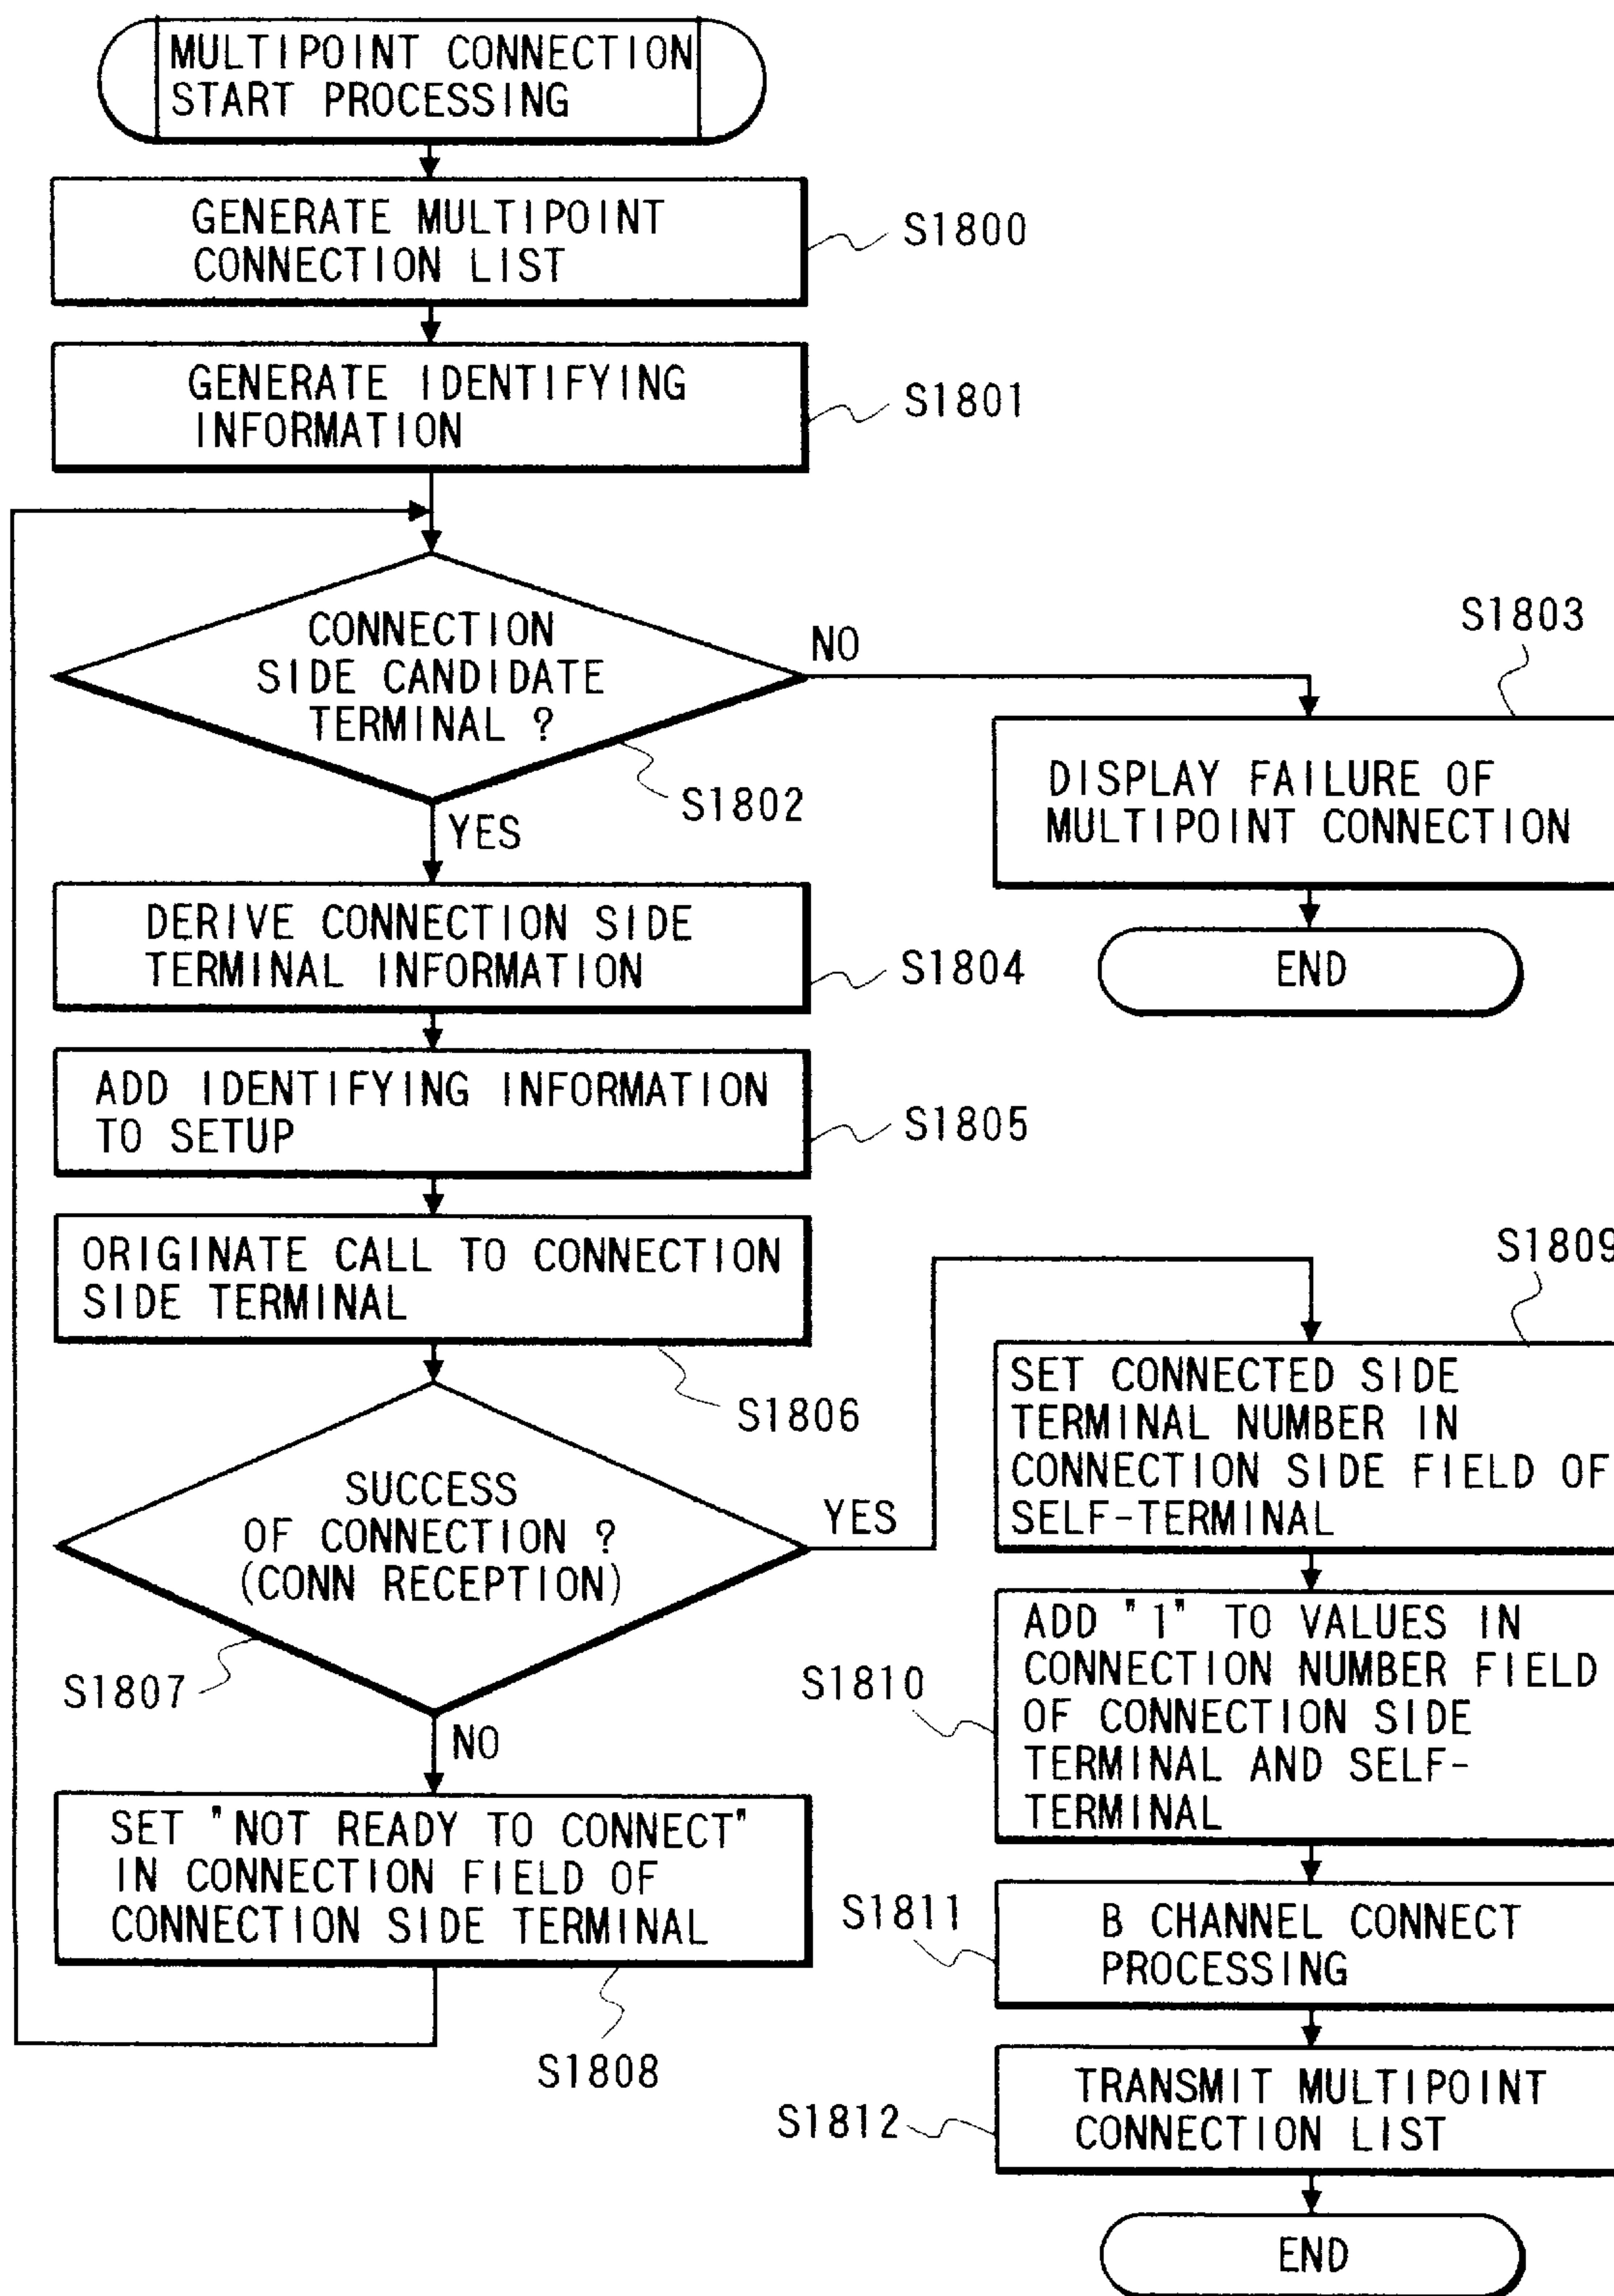 MULTIPOINT CONNECTION
START PROCESSING
GENERATE MULTIPOINT
CONNECTION LIST
S1800
GENERATE IDENTIFYING
INFORMATION
S1801
CONNECTION
SIDE CANDIDATE
TERMINAL ?
S1802
NO
YES
S1803
DISPLAY FAILURE OF
MULTIPOINT CONNECTION
END
DERIVE CONNECTION SIDE
TERMINAL INFORMATION
S1804
ADD IDENTIFYING INFORMATION
TO SETUP
S1805
ORIGINATE CALL TO CONNECTION
SIDE TERMINAL
S1806
SUCCESS
OF CONNECTION ?
(CONN RECEPTION)
S1807
YES
NO
SET "NOT READY TO CONNECT"
IN CONNECTION FIELD OF
CONNECTION SIDE TERMINAL
S1808
S1809
SET CONNECTED SIDE
TERMINAL NUMBER IN
CONNECTION SIDE FIELD OF
SELF-TERMINAL
ADD "1" TO VALUES IN
CONNECTION NUMBER FIELD
OF CONNECTION SIDE
TERMINAL AND SELF-
TERMINAL
S1810
B CHANNEL CONNECT
PROCESSING
S1811
TRANSMIT MULTIPOINT
CONNECTION LIST
S1812
END